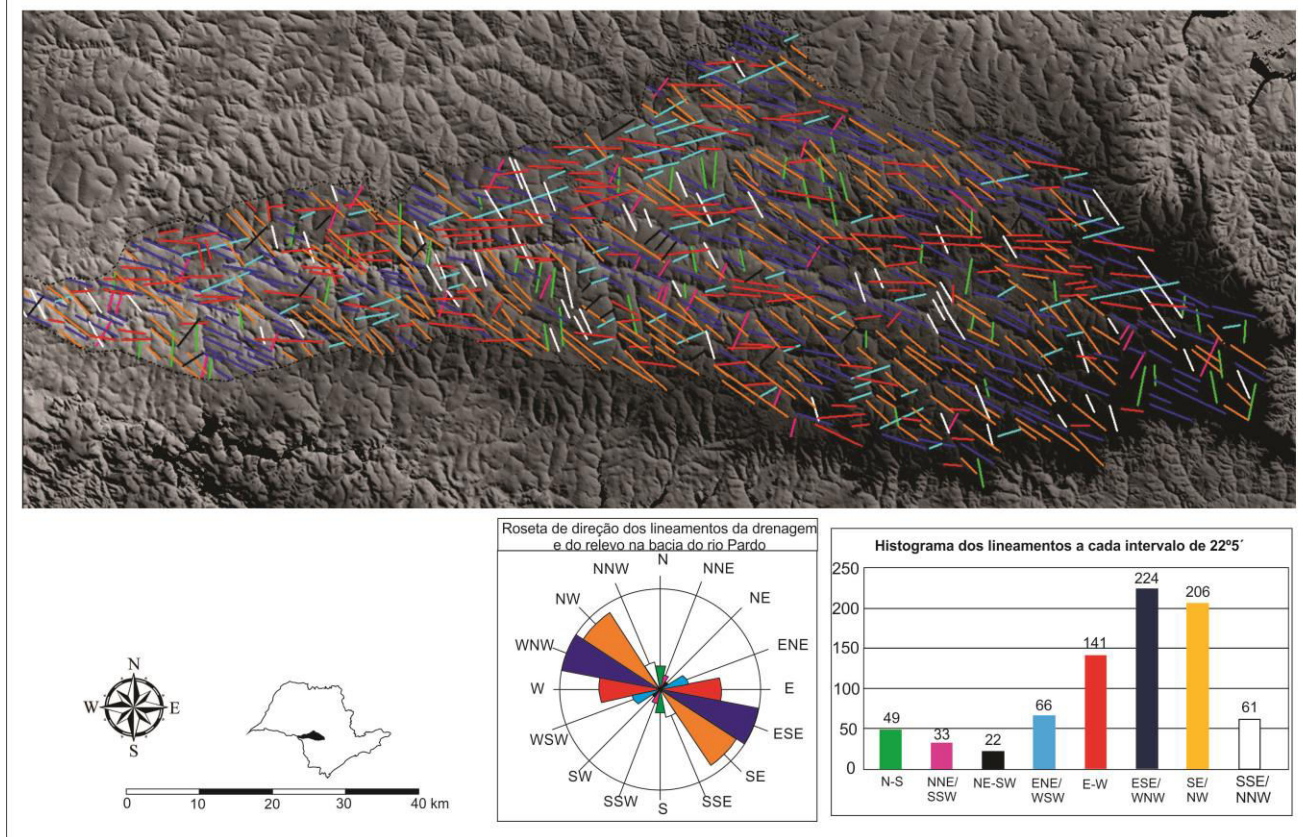 Roseta de direção dos lineamentos da drenagem
e do relevo na bacia do rio Pardo
N
NNW
NNE
NW
NE
WNW
ENE
W
E
WSW
ESE
SW
SE
SSW
SSE
S
Histograma dos lineamentos a cada intervalo de 22º5´
250
200
150
100
50
0
49
33
22
66
141
224
206
61
N-S
NNE/
SSW
NE-SW
ENE/
WSW
E-W
ESE/
WNW
SE/
NW
SSE/
NNW
N
W
E
S
0 10 20 30 40 km